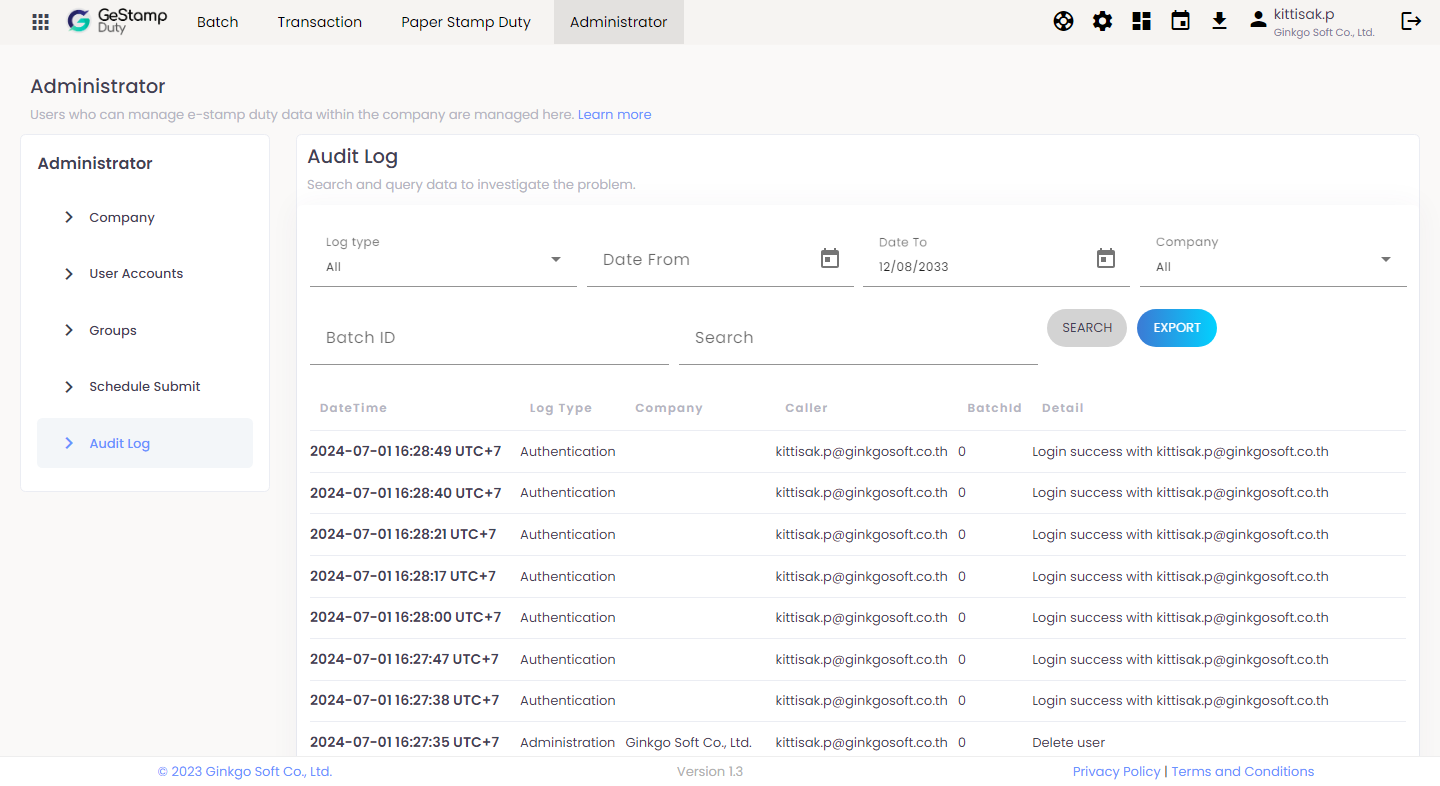 GeStamp Duty Batch Transaction Paper Stamp Duty Administrator kittisak.p
Ginkgo Soft Co., Ltd.
Administrator
Users who can manage e-stamp duty data within the company are managed here. Learn more
Administrator
Company
User Accounts
Groups
Schedule Submit
Audit Log
Audit Log
Search and query data to investigate the problem.
Log type Date To Company
All Date From 12/08/2033 All
Batch ID Search SEARCH EXPORT
DateTime Log Type Company Caller BatchId Detail
2024-07-01 16:28:49 UTC+7 Authentication kittisak.p@ginkgosoft.co.th 0 Login success with kittisak.p@ginkgosoft.co.th
2024-07-01 16:28:40 UTC+7 Authentication kittisak.p@ginkgosoft.co.th 0 Login success with kittisak.p@ginkgosoft.co.th
2024-07-01 16:28:21 UTC+7 Authentication kittisak.p@ginkgosoft.co.th 0 Login success with kittisak.p@ginkgosoft.co.th
2024-07-01 16:28:17 UTC+7 Authentication kittisak.p@ginkgosoft.co.th 0 Login success with kittisak.p@ginkgosoft.co.th
2024-07-01 16:28:00 UTC+7 Authentication kittisak.p@ginkgosoft.co.th 0 Login success with kittisak.p@ginkgosoft.co.th
2024-07-01 16:27:47 UTC+7 Authentication kittisak.p@ginkgosoft.co.th 0 Login success with kittisak.p@ginkgosoft.co.th
2024-07-01 16:27:38 UTC+7 Authentication kittisak.p@ginkgosoft.co.th 0 Login success with kittisak.p@ginkgosoft.co.th
2024-07-01 16:27:35 UTC+7 Administration Ginkgo Soft Co., Ltd. kittisak.p@ginkgosoft.co.th 0 Delete user
© 2023 Ginkgo Soft Co., Ltd. Version 1.3 Privacy Policy | Terms and Conditions